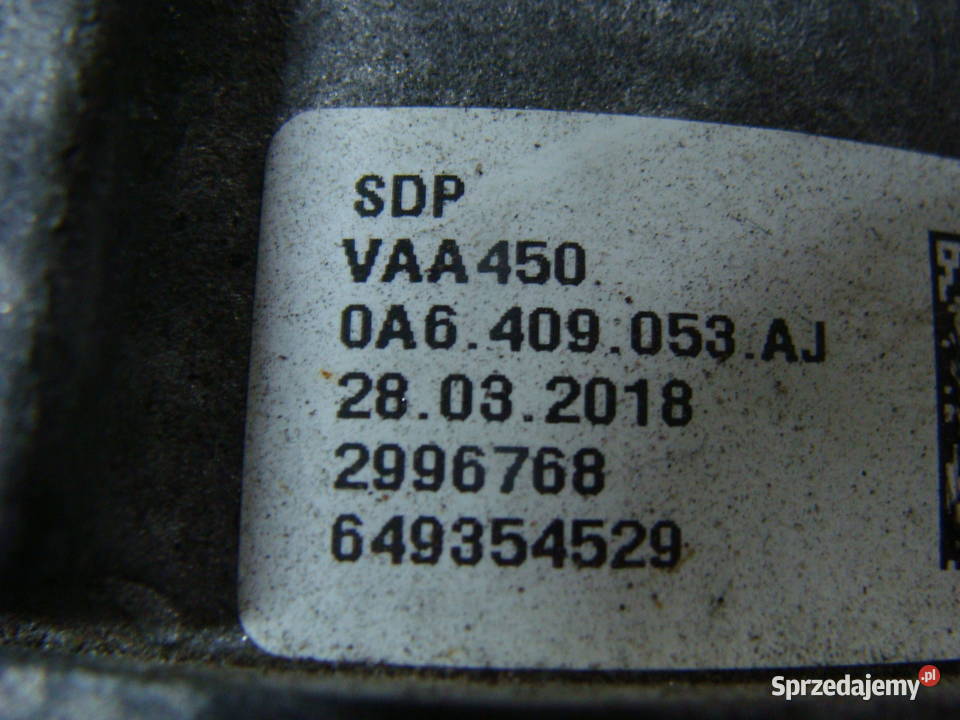 SDP
VAA450
0A6.409.053.AJ
28.03.2018
2996768
649354529
Sprzedajemy.pl